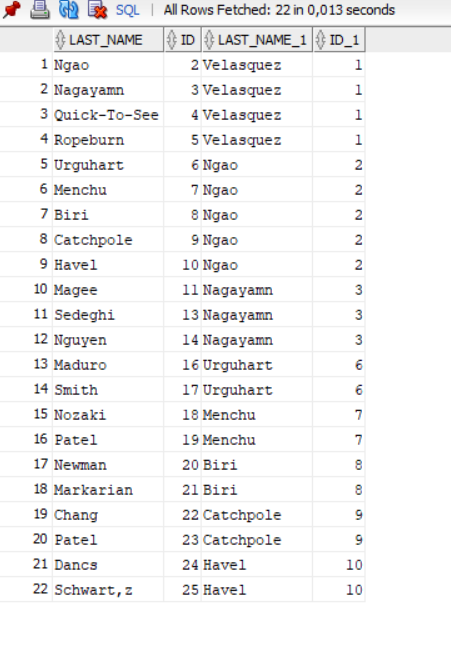 SQL | All Rows Fetched: 22 in 0,013 seconds
LAST_NAME ID LAST_NAME_1 ID_1
1 Ngao 2 Velasquez 1
2 Nagayamn 3 Velasquez 1
3 Quick-To-See 4 Velasquez 1
4 Ropeburn 5 Velasquez 1
5 Urguhart 6 Ngao 2
6 Menchu 7 Ngao 2
7 Biri 8 Ngao 2
8 Catchpole 9 Ngao 2
9 Havel 10 Ngao 2
10 Magee 11 Nagayamn 3
11 Sedeghi 13 Nagayamn 3
12 Nguyen 14 Nagayamn 3
13 Maduro 16 Urguhart 6
14 Smith 17 Urguhart 6
15 Nozaki 18 Menchu 7
16 Patel 19 Menchu 7
17 Newman 20 Biri 8
18 Markarian 21 Biri 8
19 Chang 22 Catchpole 9
20 Patel 23 Catchpole 9
21 Dancs 24 Havel 10
22 Schwart,z 25 Havel 10